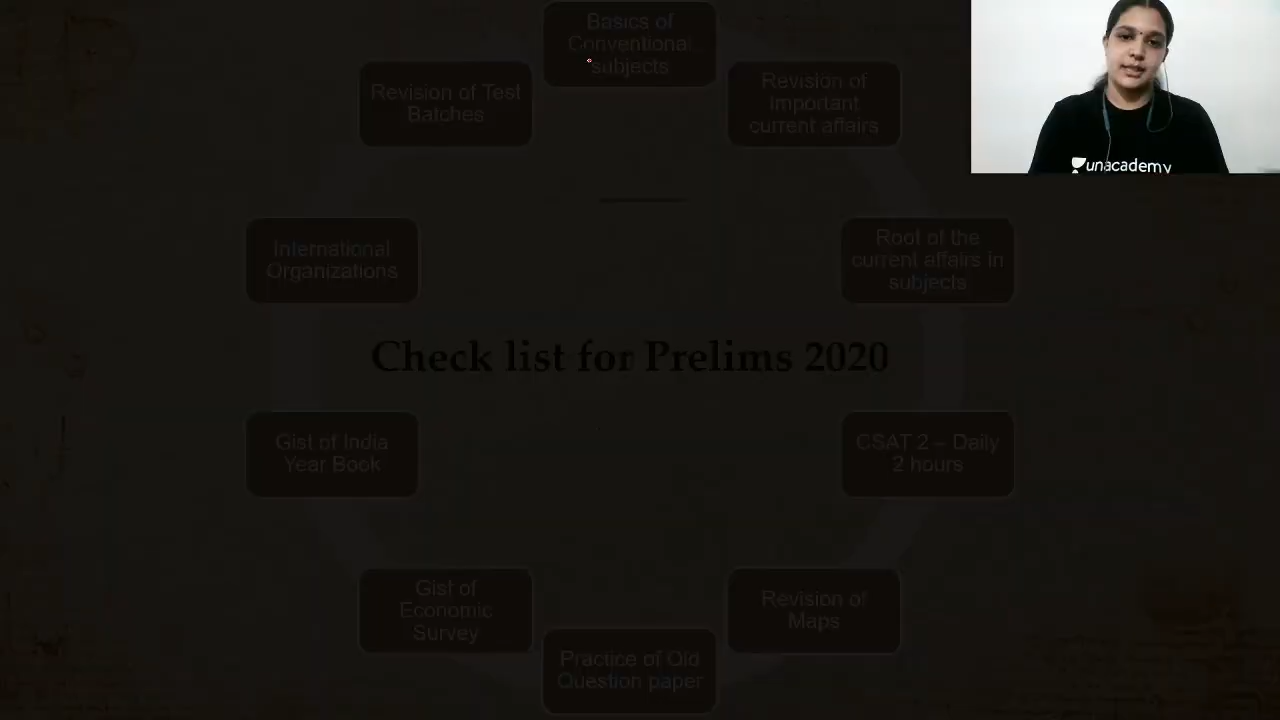 Basics of
Conventional
subjects
Revision of
important
current affairs
Root of the
current affairs in
subjects
CSAT 2 – Daily
2 hours
Revision of
Maps
Practice of Old
Question paper
Gist of
Economic
Survey
Gist of India
Year Book
International
Organizations
Revision of Test
Batches
Check list for Prelims 2020
unacademy